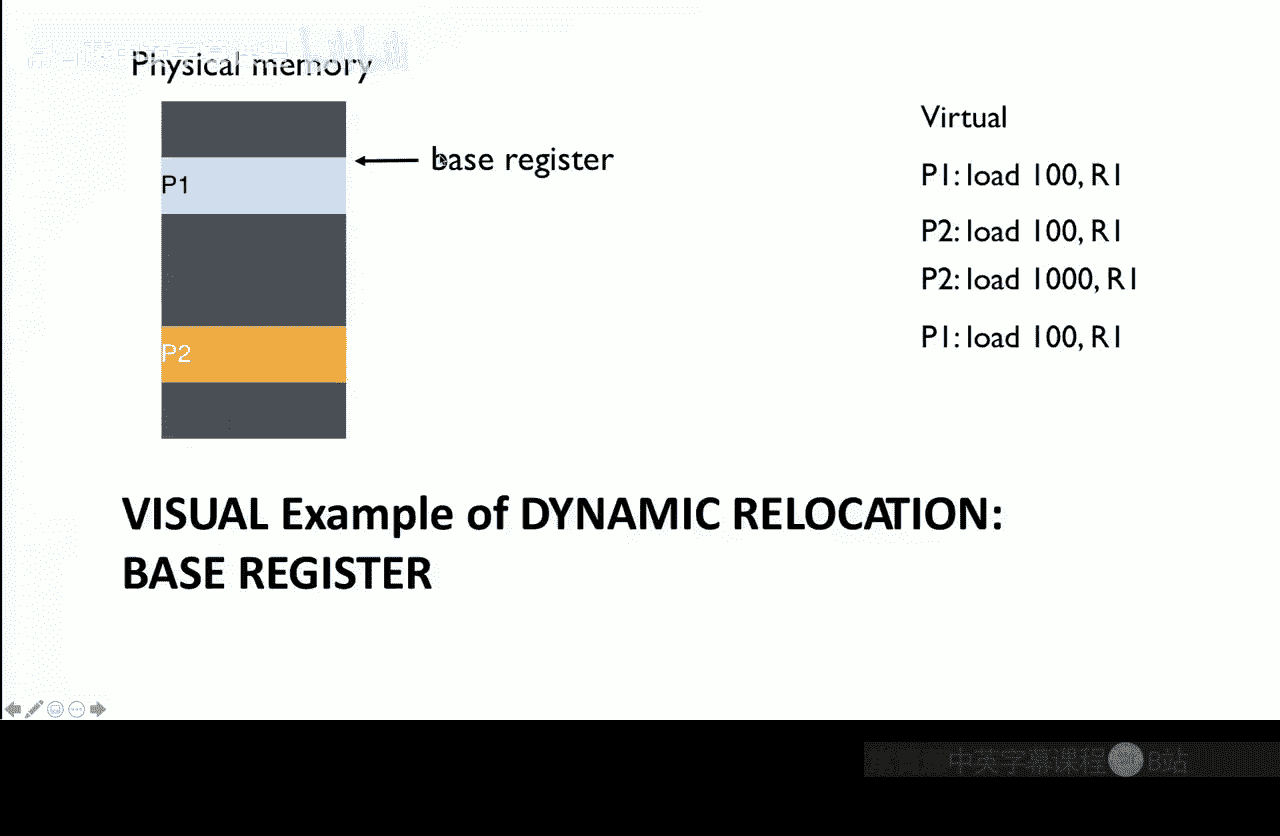 Physical memory
base register
P1
P2
Virtual
P1: load 100, R1
P2: load 100, R1
P2: load 1000, R1
P1: load 100, R1
VISUAL Example of DYNAMIC RELOCATION:
BASE REGISTER
中英字幕课程
B站